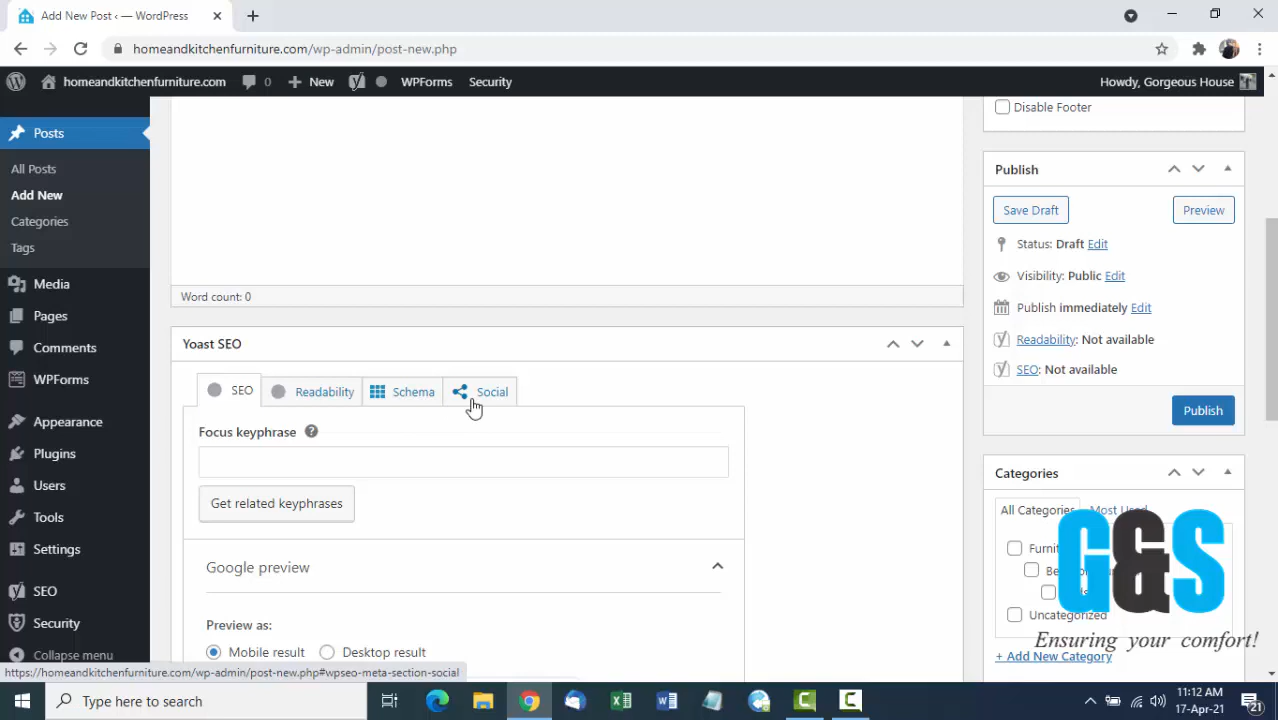 Add New Post ‹ — WordPress
homeandkitchenfurniture.com/wp-admin/post-new.php
homeandkitchenfurniture.com 0 New WPForms Security Howdy, Gorgeous House
Posts
All Posts
Add New
Categories
Tags
Media
Pages
Comments
WPForms
Appearance
Plugins
Users
Tools
Settings
SEO
Security
Collapse menu
Word count: 0
Yoast SEO
SEO Readability Schema Social
Focus keyphrase ?
Get related keyphrases
Google preview
Preview as:
Mobile result Desktop result
Disable Footer
Publish
Save Draft Preview
Status: Draft Edit
Visibility: Public Edit
Publish immediately Edit
Readability: Not available
SEO: Not available
Publish
Categories
All Categories Most Used
Uncategorized
+ Add New Category
G&S
Ensuring your comfort!
https://homeandkitchenfurniture.com/wp-admin/post-new.php#wpseo-meta-section-social
Type here to search
11:12 AM
17-Apr-21
21